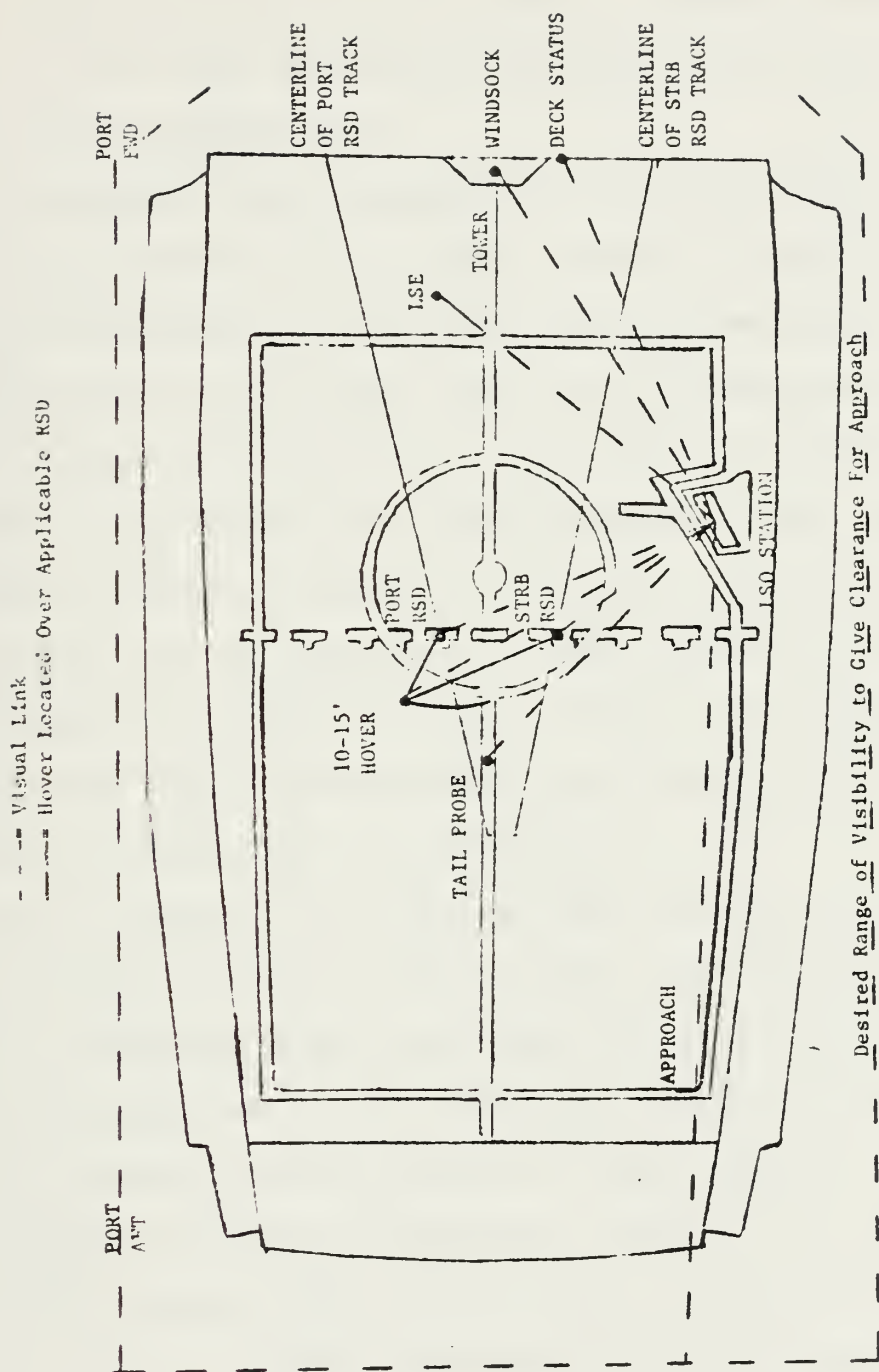 - - -= Visual Link
——= Hover Located Over Applicable RSD
PORT
FWD
CENTERLINE
OF PORT
RSD TRACK
WINDSOCK
DECK STATUS
CENTERLINE
OF STRB
RSD TRACK
TOWER
LSE
PORT
RSD
STRB
RSD
LSO STATION
10-15'
HOVER
TAIL PROBE
APPROACH
PORT
AFT
Desired Range of Visibility to Give Clearance For Approach